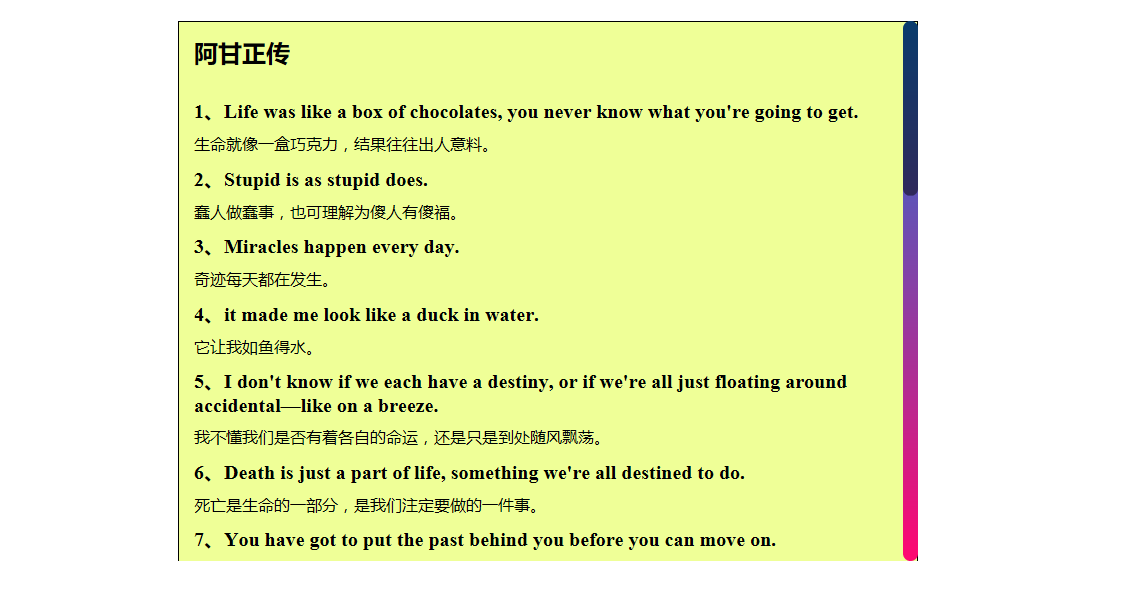 阿甘正传
1、Life was like a box of chocolates, you never know what you're going to get.
生命就像一盒巧克力，结果往往出人意料。
2、Stupid is as stupid does.
蠢人做蠢事，也可理解为傻人有傻福。
3、Miracles happen every day.
奇迹每天都在发生。
4、it made me look like a duck in water.
它让我如鱼得水。
5、I don't know if we each have a destiny, or if we're all just floating around
accidental—like on a breeze.
我不懂我们是否有着各自的命运，还是只是到处随风飘荡。
6、Death is just a part of life, something we're all destined to do.
死亡是生命的一部分，是我们注定要做的一件事。
7、You have got to put the past behind you before you can move on.